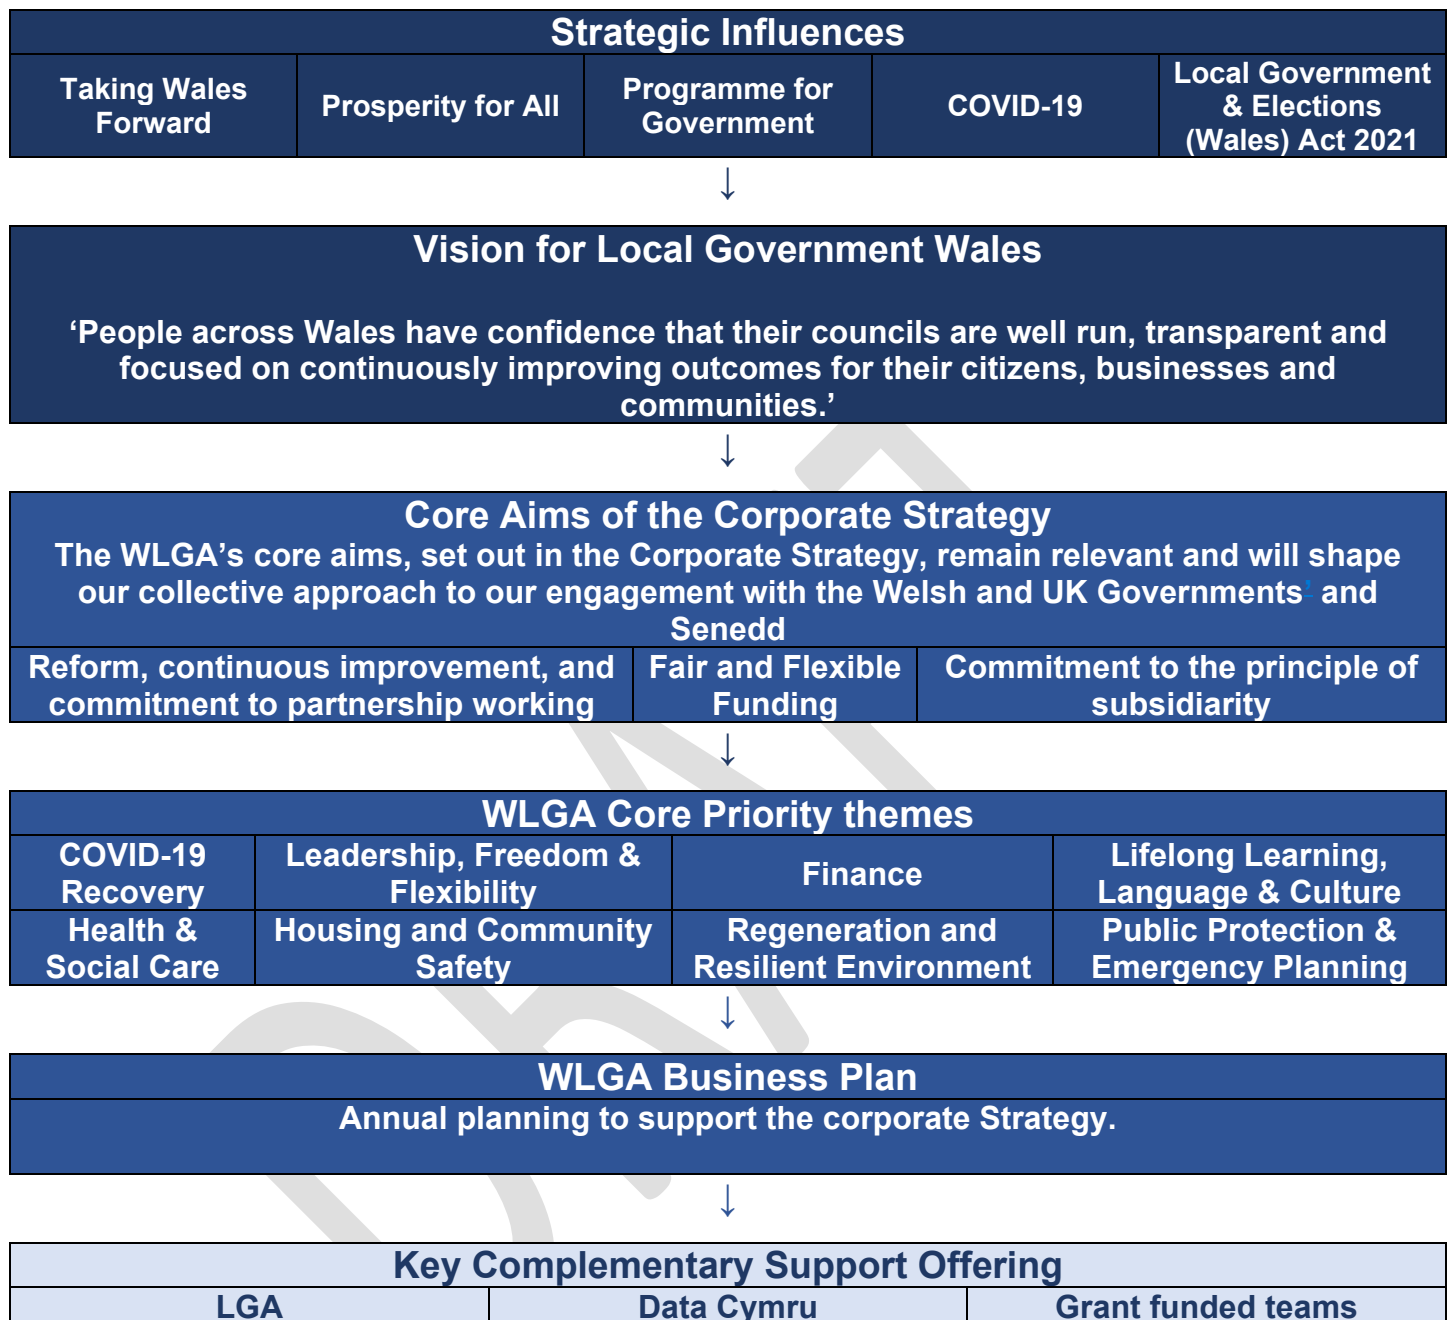 Strategic Influences
Taking Wales
Forward
Prosperity for All
Programme for
Government
COVID-19
Local Government
& Elections
(Wales) Act 2021
↓
Vision for Local Government Wales
‘People across Wales have confidence that their councils are well run, transparent and
focused on continuously improving outcomes for their citizens, businesses and
communities.’
↓
Core Aims of the Corporate Strategy
The WLGA’s core aims, set out in the Corporate Strategy, remain relevant and will shape
our collective approach to our engagement with the Welsh and UK Governments’ and
Senedd
Reform, continuous improvement, and
commitment to partnership working
Fair and Flexible
Funding
Commitment to the principle of
subsidiarity
↓
WLGA Core Priority themes
COVID-19
Recovery
Leadership, Freedom &
Flexibility
Finance
Lifelong Learning,
Language & Culture
Health &
Social Care
Housing and Community
Safety
Regeneration and
Resilient Environment
Public Protection &
Emergency Planning
↓
WLGA Business Plan
Annual planning to support the corporate Strategy.
↓
Key Complementary Support Offering
LGA
Data Cymru
Grant funded teams
DRAFT